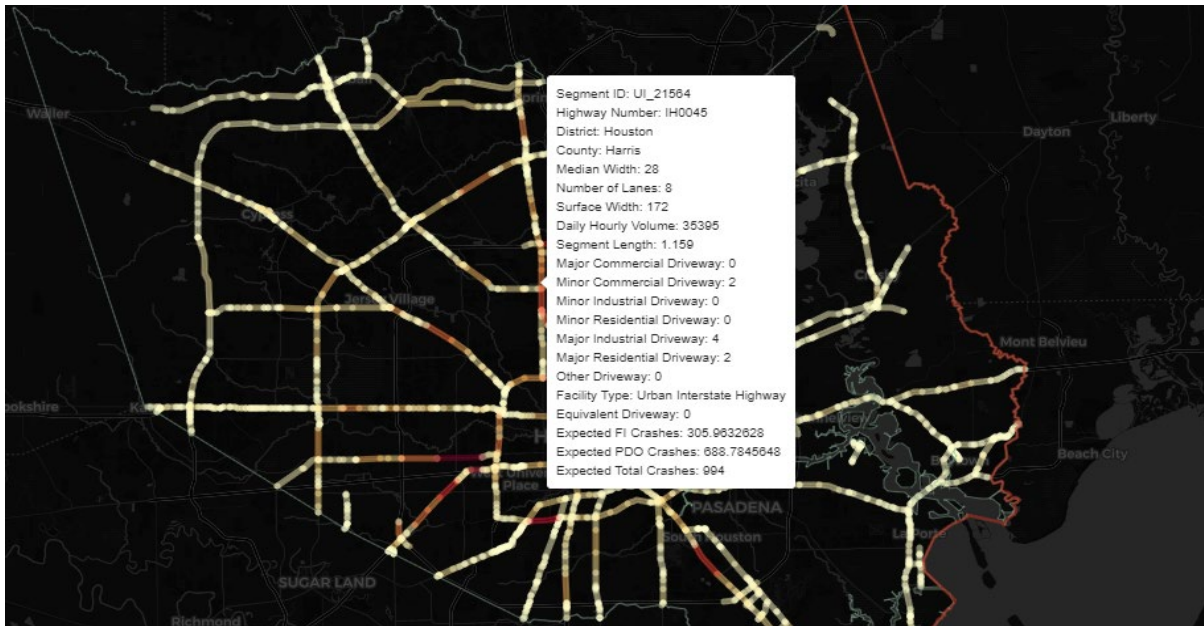 Waller
Cypress
Jersey Village
SUGAR LAND
Richmond
Segment ID: UI_21564
Highway Number: IH0045
District: Houston
County: Harris
Median Width: 28
Number of Lanes: 8
Surface Width: 172
Daily Hourly Volume: 35395
Segment Length: 1.159
Major Commercial Driveway: 0
Minor Commercial Driveway: 2
Minor Industrial Driveway: 0
Minor Residential Driveway: 0
Major Industrial Driveway: 4
Major Residential Driveway: 2
Other Driveway: 0
Facility Type: Urban Interstate Highway
Equivalent Driveway: 0
Expected FI Crashes: 305.9632628
Expected PDO Crashes: 688.7845648
Expected Total Crashes: 994
Place
PASADENA
South Houston
La Porte
Dayton
Liberty
Crosby
Mont Belvieu
Beach City
Baytown